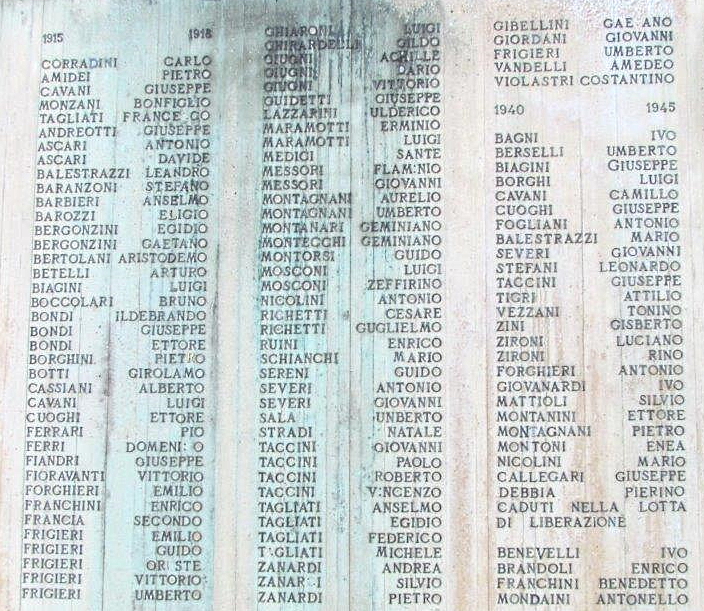 1915 1918
CORRADINI CARLO
AMIDEI PIETRO
CAVANI GIUSEPPE
MONZANI BONFIGLIO
TAGLIATI FRANCE GO
ANDREOTTI GIUSEPPE
ASCARI ANTONIO
ASCARI DAVIDE
BALESTRAZZI LEANDRO
BARANZONI STEFANO
BARBIERI ANSELMO
BAROZZI ELIGIO
BERGONZINI EGIDIO
BERGONZINI GAETANO
BERTOLANI ARISTODEMO
BETELLI ARTURO
BIAGINI LUIGI
BOCCOLARI BRUNO
BONDI ILDEBRANDO
BONDI GIUSEPPE
BONDI ETTORE
BORGHINI PIETRO
BOTTI GIROLAMO
CASSIANI ALBERTO
CAVANI LUIGI
CUOGHI ETTORE
FERRARI PIO
FERRI DOMENI O
FIANDRI GIUSEPPE
FIORAVANTI VITTORIO
FORGHIERI EMILIO
FRANCHINI ENRICO
FRANCIA SECONDO
FRIGIERI EMILIO
FRIGIERI GUIDO
FRIGIERI OR STE
FRIGIERI VITTORIO
FRIGIERI UMBERTO
GHIARONI LUIGI
GHIRARDELLI GILDO
GIUGNI ACHILLE
GIUGNI DARIO
GIUGNI VITTORIO
GUIDETTI GIUSEPPE
LAZZARINI ULDERICO
MARAMOTTI ERMINIO
MARAMOTTI LUIGI
MEDICI SANTE
MESSORI FLAM NIO
MESSORI GIOVANNI
MONTAGNANI AURELIO
MONTAGNANI UMBERTO
MONTANARI GEMINIANO
MONTECCHI GEMINIANO
MONTORSI GUIDO
MOSCONI LUIGI
MOSCONI ZEFFIRINO
NICOLINI ANTONIO
RICHETTI CESARE
RICHETTI GUGLIELMO
RUINI ENRICO
SCHIANCHI MARIO
SERENI GUIDO
SEVERI ANTONIO
SEVERI GIOVANNI
SALA UNBERTO
STRADI NATALE
TACCINI GIOVANNI
TACCINI PAOLO
TACCINI ROBERTO
TACCINI V NCENZO
TAGLIATI ANSELMO
TAGLIATI EGIDIO
TAGLIATI FEDERICO
T GLIATI MICHELE
ZANARDI ANDREA
ZANAR I SILVIO
ZANARDI PIETRO
GIBELLINI GAE ANO
GIORDANI GIOVANNI
FRIGIERI UMBERTO
VANDELLI AMEDEO
VIOLASTRI COSTANTINO
1940 1945
BAGNI IVO
BERSELLI UMBERTO
BIAGINI GIUSEPPE
BORGHI LUIGI
CAVANI CAMILLO
CUOGHI GIUSEPPE
FOGLIANI ANTONIO
BALESTRAZZI MARIO
SEVERI GIOVANNI
STEFANI LEONARDO
TACCINI GIUSEPPE
TIGRI ATTILIO
VEZZANI TONINO
ZINI GISBERTO
ZIRONI LUCIANO
ZIRONI RINO
FORGHIERI ANTONIO
GIOVANARDI IVO
MATTIOLI SILVIO
MONTANINI ETTORE
MONTAGNANI PIETRO
MONTONI ENEA
NICOLINI MARIO
CALLEGARI GIUSEPPE
DEBBIA PIERINO
CADUTI NELLA LOTTA
DI LIBERAZIONE
BENEVELLI IVO
BRANDOLI ENRICO
FRANCHINI BENEDETTO
MONDAINI ANTONELLO